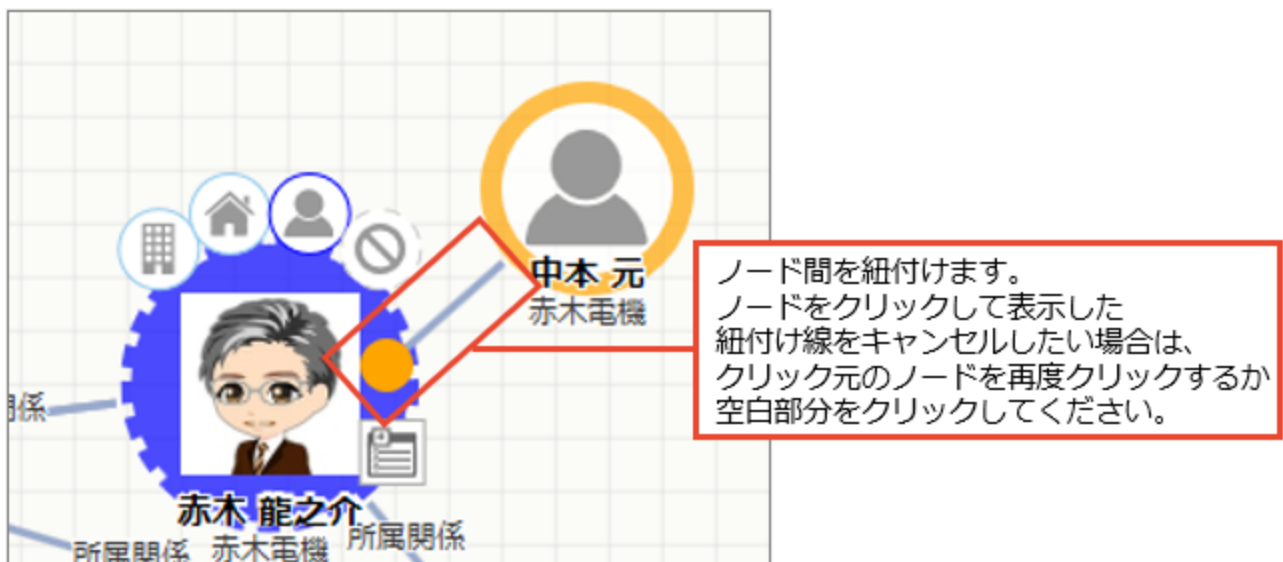 中本 元
赤木電機
ノード間を紐付けます。
ノードをクリックして表示した
紐付け線をキャンセルしたい場合は、
クリック元のノードを再度クリックするか
空白部分をクリックしてください。
係
赤木 龍之介
所属関係
所属関係
赤木電機